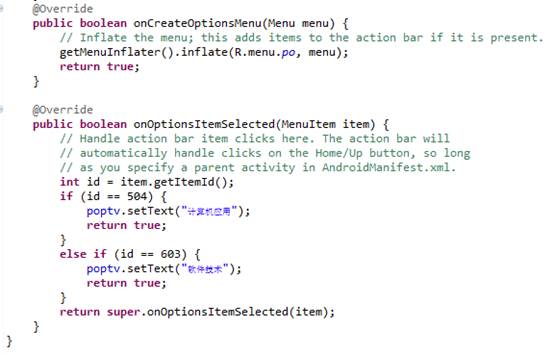 @Override
public boolean onCreateOptionsMenu(Menu menu) {
// Inflate the menu; this adds items to the action bar if it is present.
getMenuInflater().inflate(R.menu.po, menu);
return true;
}
@Override
public boolean onOptionsItemSelected(MenuItem item) {
// Handle action bar item clicks here. The action bar will
// automatically handle clicks on the Home/Up button, so long
// as you specify a parent activity in AndroidManifest.xml.
int id = item.getItemId();
if (id == 504) {
poptv.setText("计算机应用");
return true;
}
else if (id == 603) {
poptv.setText("软件技术");
return true;
}
return super.onOptionsItemSelected(item);
}
}